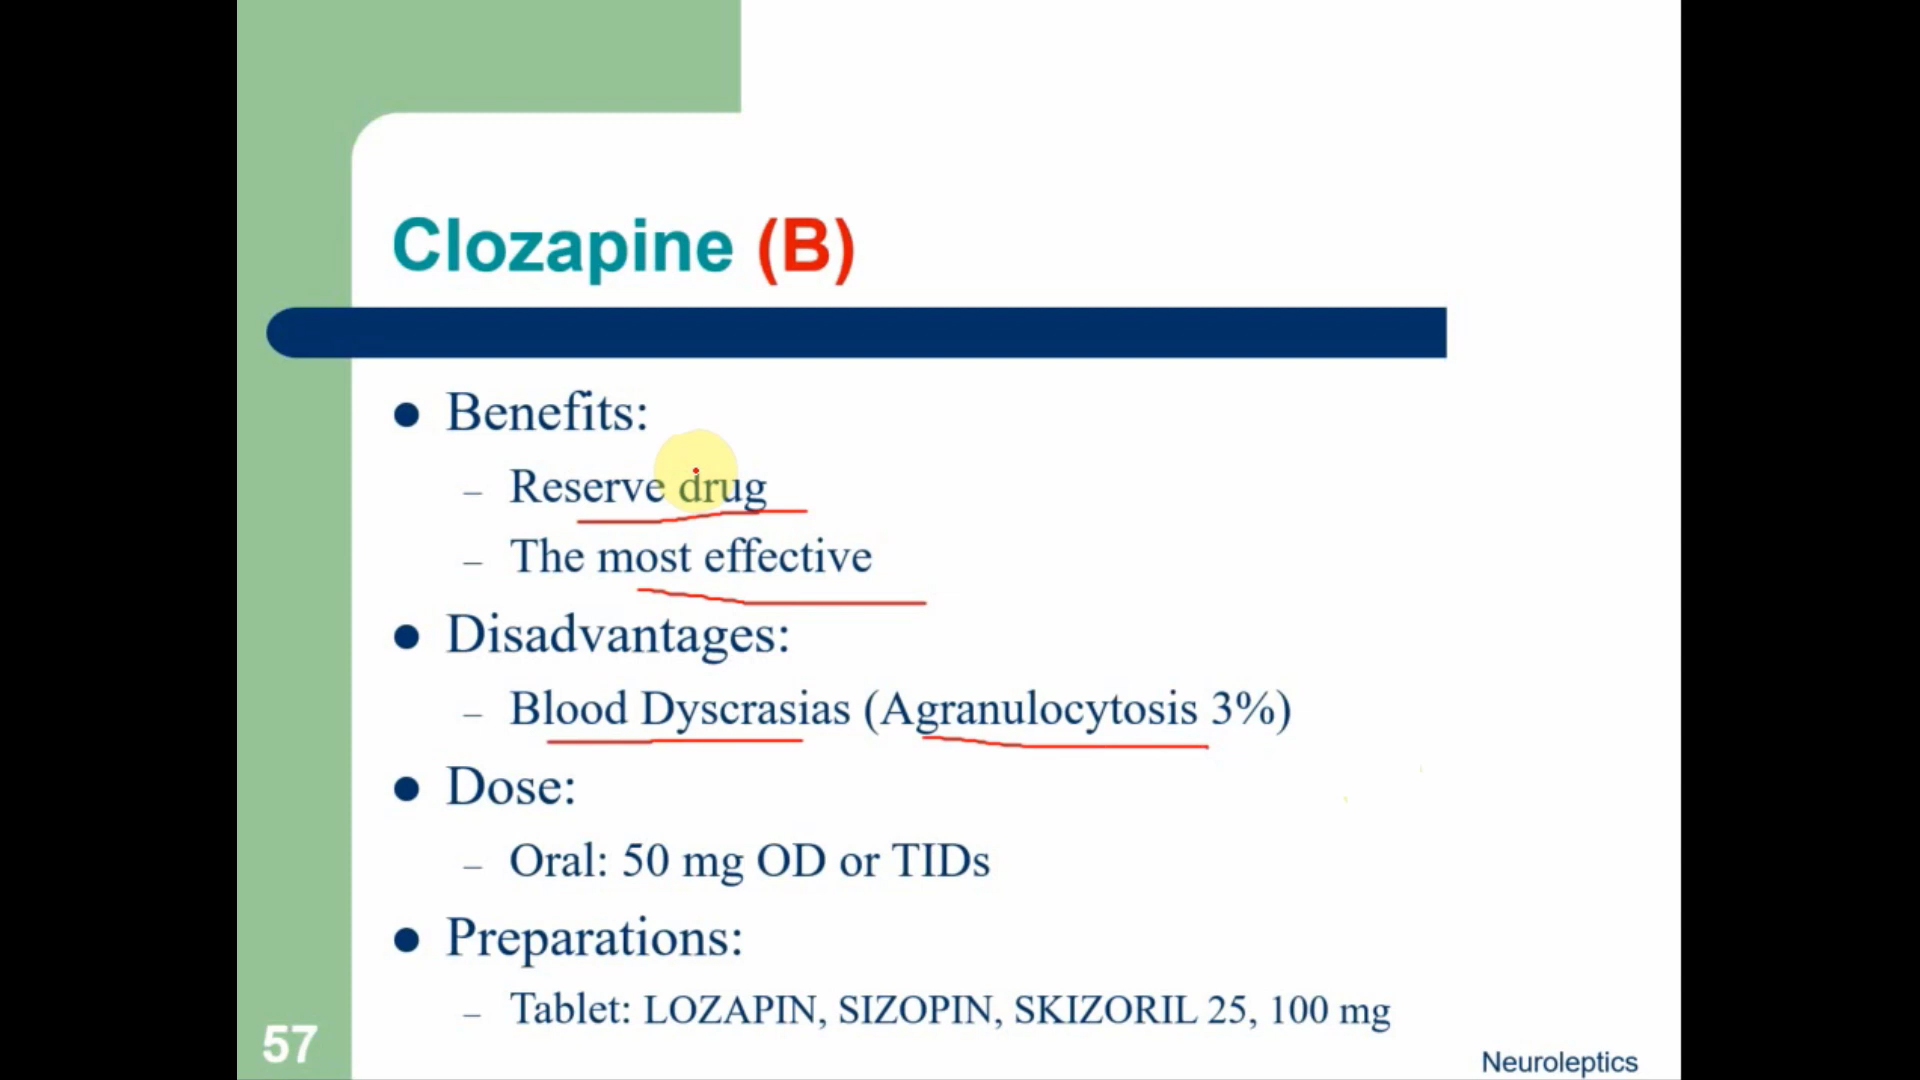 Clozapine (B)
● Benefits:
– Reserve drug
– The most effective
● Disadvantages:
– Blood Dyscrasias (Agranulocytosis 3%)
● Dose:
– Oral: 50 mg OD or TIDs
● Preparations:
– Tablet: LOZAPIN, SIZOPIN, SKIZORIL 25, 100 mg
57
Neuroleptics